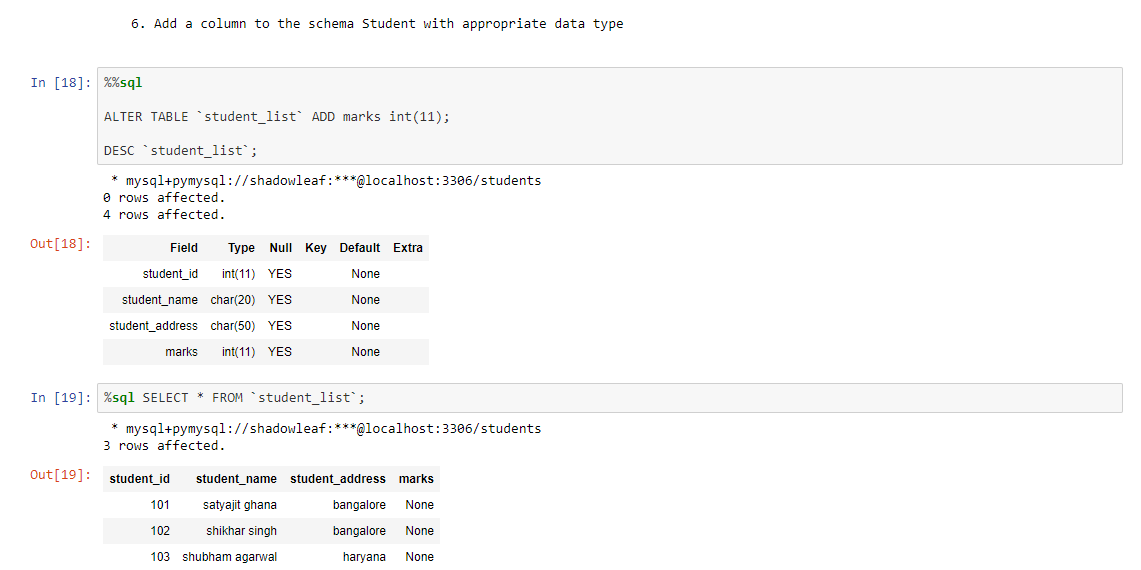 6. Add a column to the schema Student with appropriate data type
In [18]: %%sql
ALTER TABLE `student_list` ADD marks int(11);
DESC `student_list`;
* mysql+pymysql://shadowleaf:***@localhost:3306/students
0 rows affected.
4 rows affected.
Out[18]: Field Type Null Key Default Extra
student_id int(11) YES None
student_name char(20) YES None
student_address char(50) YES None
marks int(11) YES None
In [19]: %sql SELECT * FROM `student_list`;
* mysql+pymysql://shadowleaf:***@localhost:3306/students
3 rows affected.
Out[19]: student_id student_name student_address marks
101 satyajit ghana bangalore None
102 shikhar singh bangalore None
103 shubham agarwal haryana None